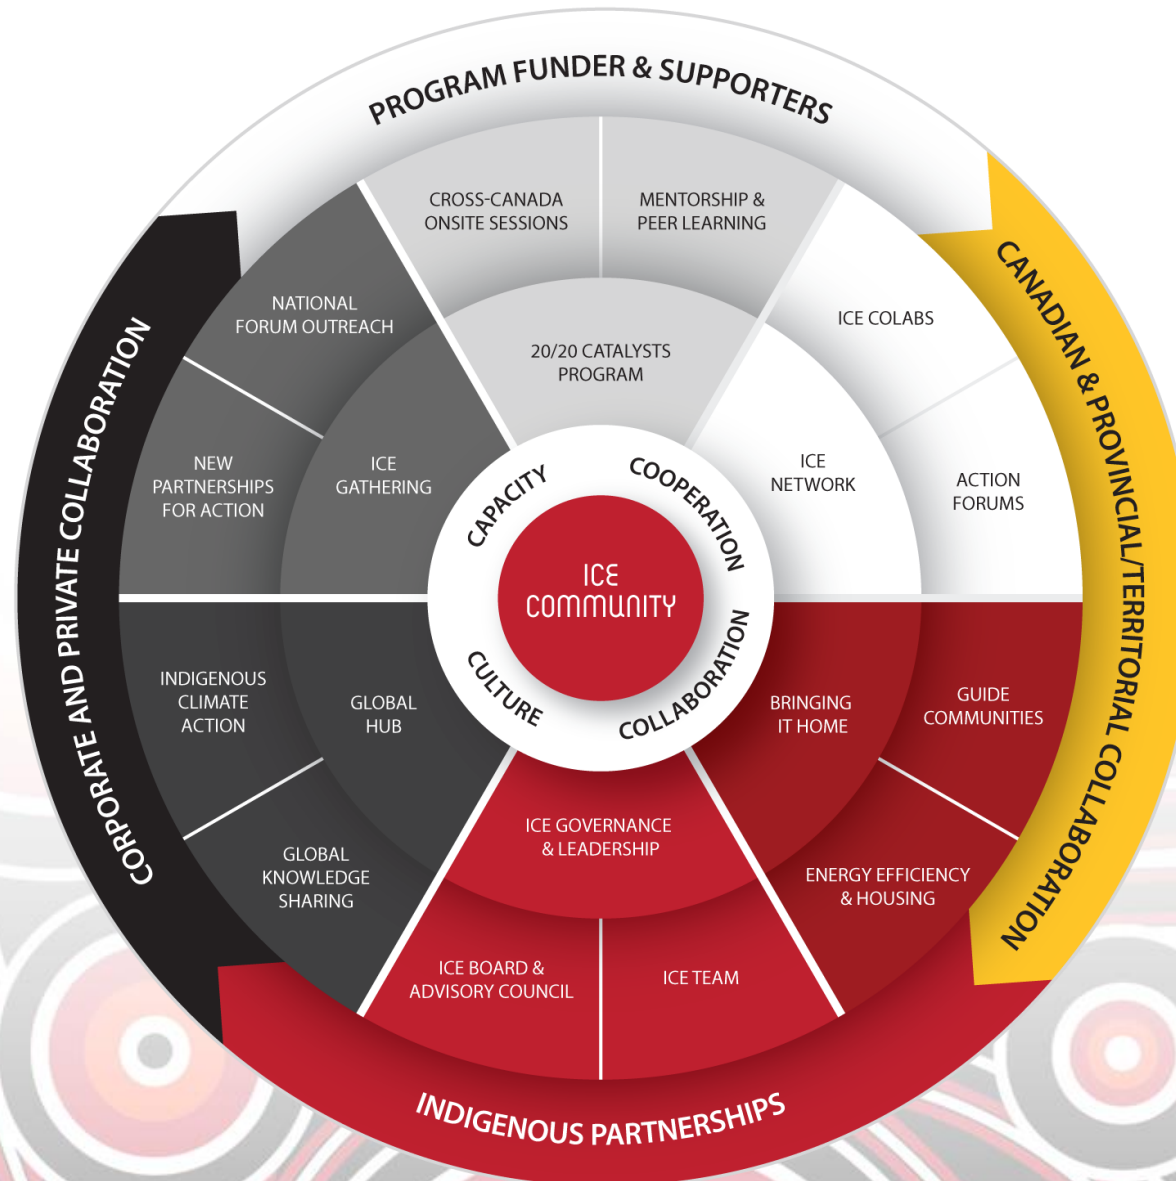 PROGRAM FUNDER & SUPPORTERS
CANADIAN & PROVINCIAL/TERRITORIAL COLLABORATION
INDIGENOUS PARTNERSHIPS
CORPORATE AND PRIVATE COLLABORATION
CROSS-CANADA
ONSITE SESSIONS
MENTORSHIP &
PEER LEARNING
20/20 CATALYSTS
PROGRAM
ICE COLABS
ACTION
FORUMS
ICE
NETWORK
GUIDE
COMMUNITIES
ENERGY EFFICIENCY
& HOUSING
BRINGING
IT HOME
ICE GOVERNANCE
& LEADERSHIP
ICE TEAM
ICE BOARD &
ADVISORY COUNCIL
GLOBAL
KNOWLEDGE
SHARING
INDIGENOUS
CLIMATE
ACTION
GLOBAL
HUB
NEW
PARTNERSHIPS
FOR ACTION
NATIONAL
FORUM OUTREACH
ICE
GATHERING
CAPACITY
COOPERATION
COLLABORATION
CULTURE
ICE
COMMUNITY